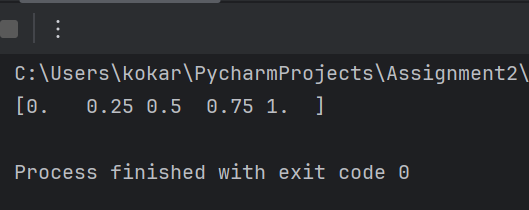 C:\Users\kokar\PycharmProjects\Assignment2\
[0.   0.25 0.5  0.75 1.  ]
Process finished with exit code 0